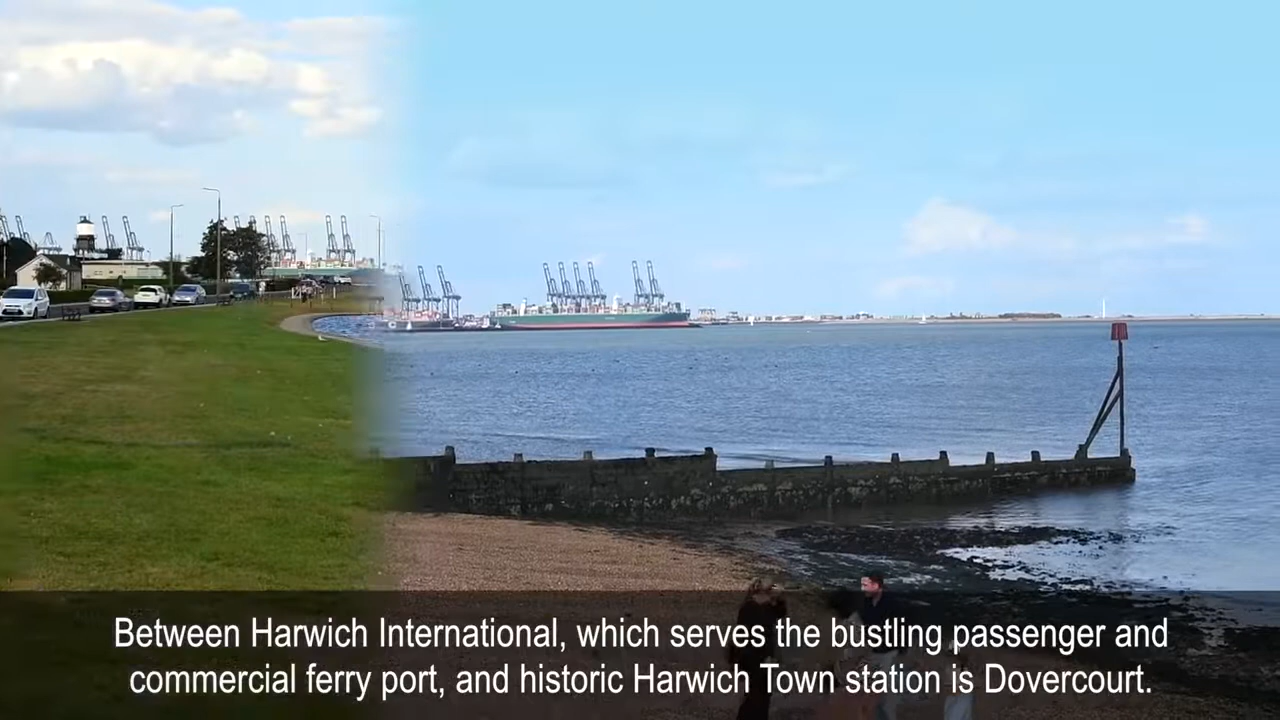 Between Harwich International, which serves the bustling passenger and
commercial ferry port, and historic Harwich Town station is Dovercourt.